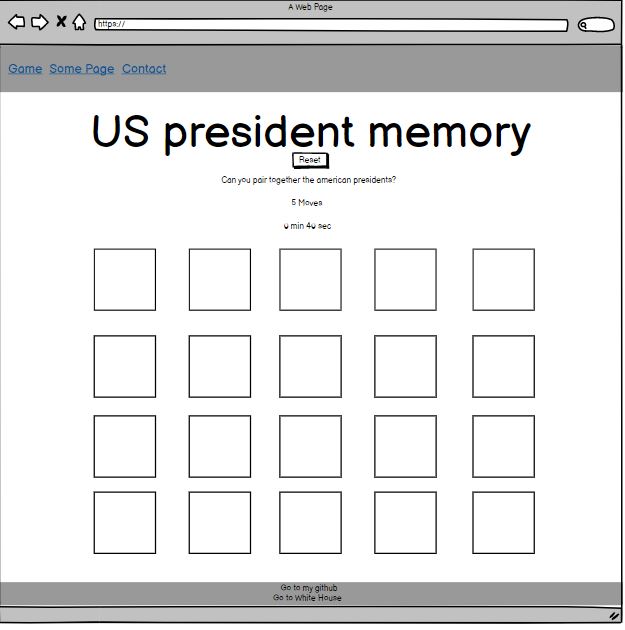 A Web Page
https://
Game Some Page Contact
US president memory
Reset
Can you pair together the american presidents?
5 Moves
0 min 40 sec
Go to my github
Go to White House